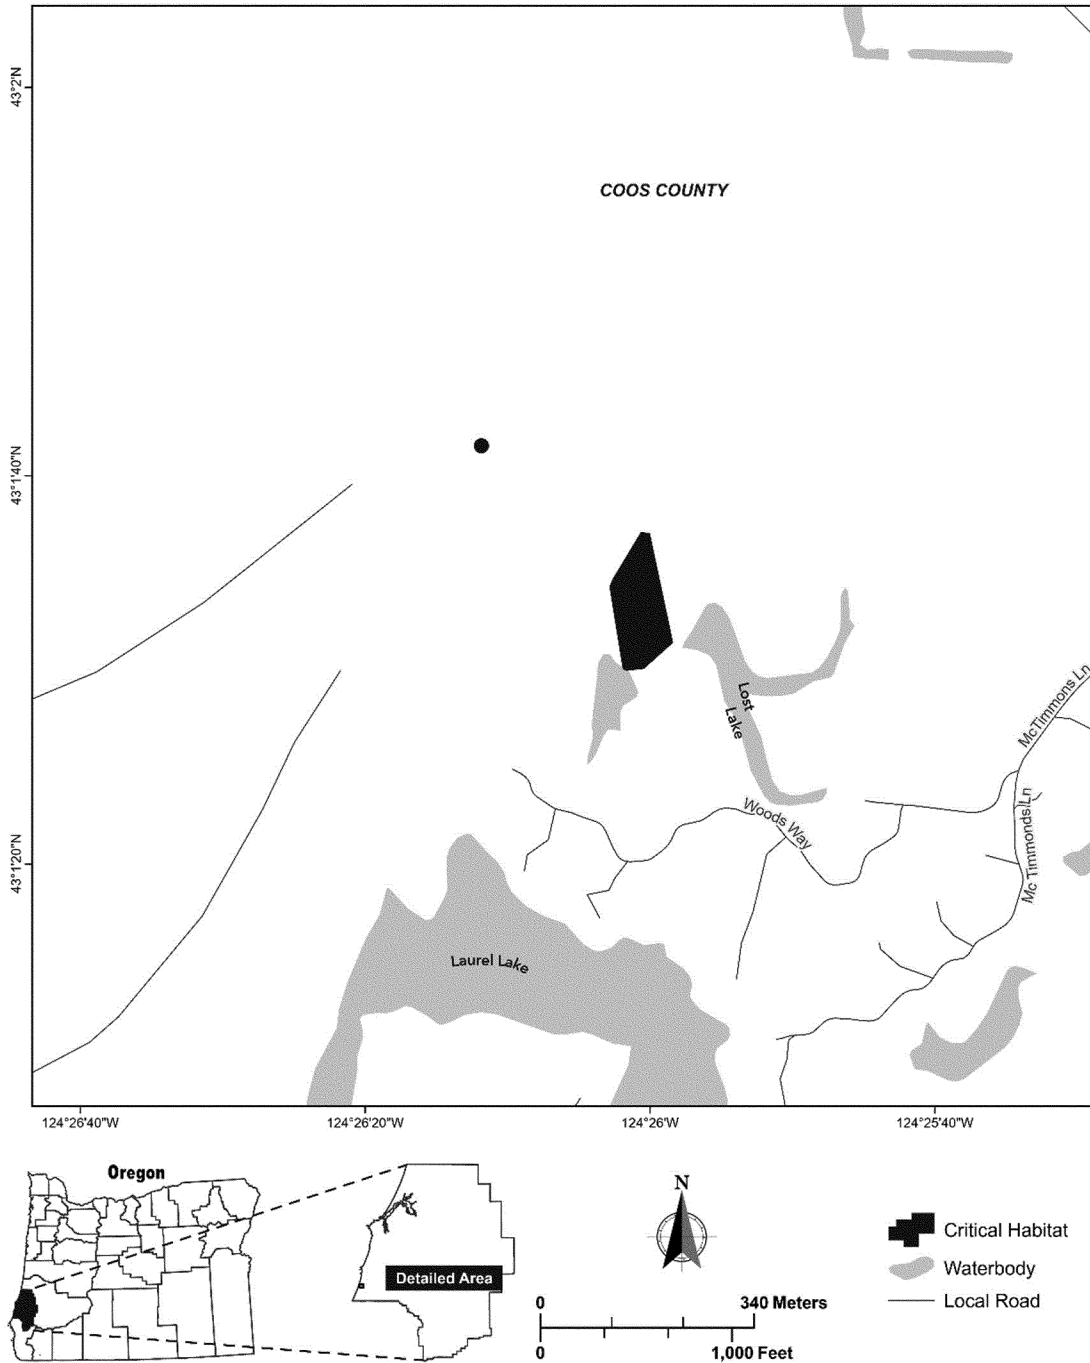 43°2'N
COOS COUNTY
43°1'40"N
Lost
Lake
McTimmons Ln
Woods Way
Mc Timmonds Ln
43°1'20"N
Laurel Lake
124°26'40"W
124°26'20"W
124°26'W
124°25'40"W
Oregon
N
Detailed Area
Critical Habitat
Waterbody
Local Road
0
340 Meters
0
1,000 Feet